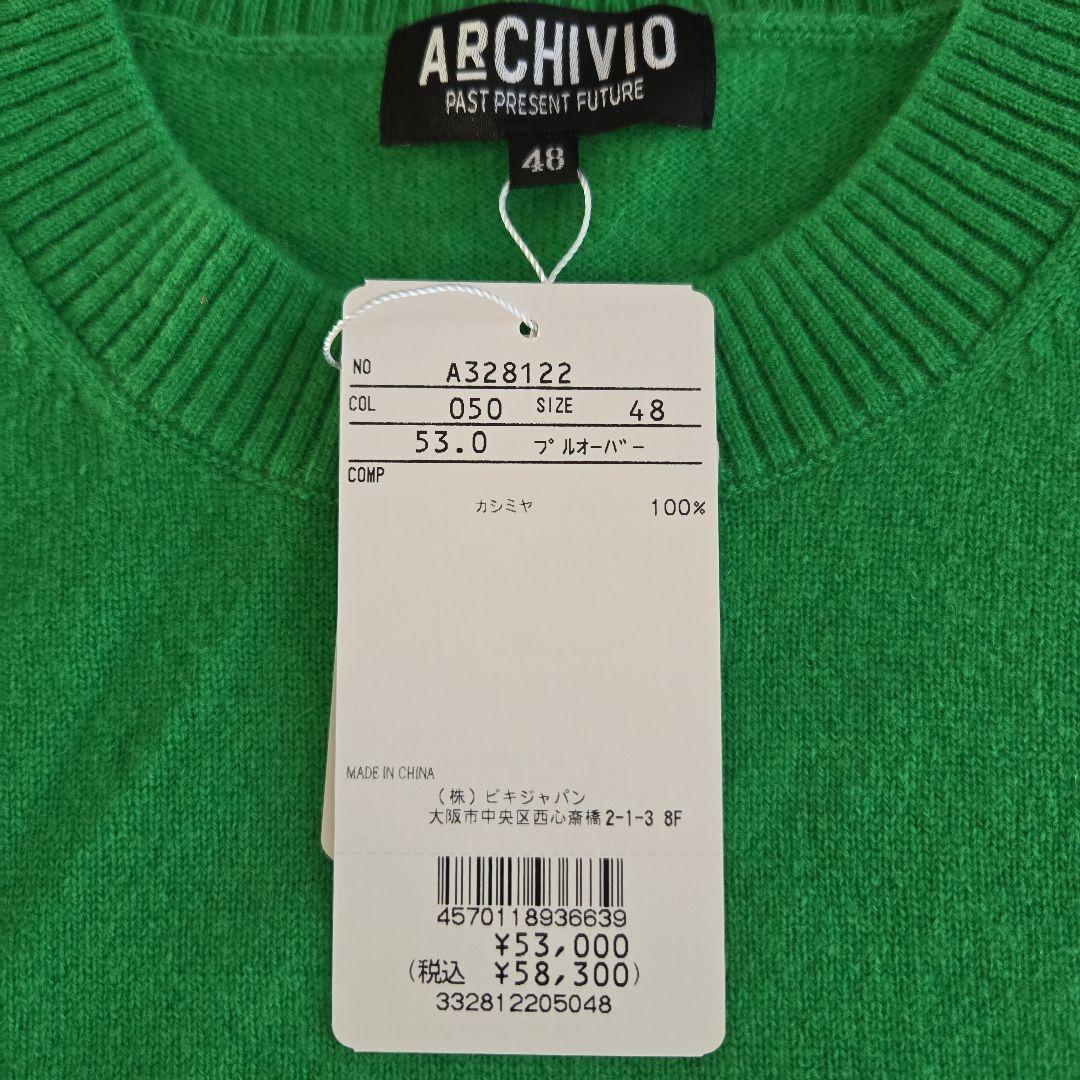 ARCHIVIO
PAST PRESENT FUTURE
48
NO A328122
COL 050 SIZE 48
53.0 プルオーバー
COMP
カシミヤ 100%
MADE IN CHINA
(株)ビキジャパン
大阪市中央区西心斎橋2-1-3 8F
4570118936639
¥53,000
(税込 ¥58,300)
332812205048